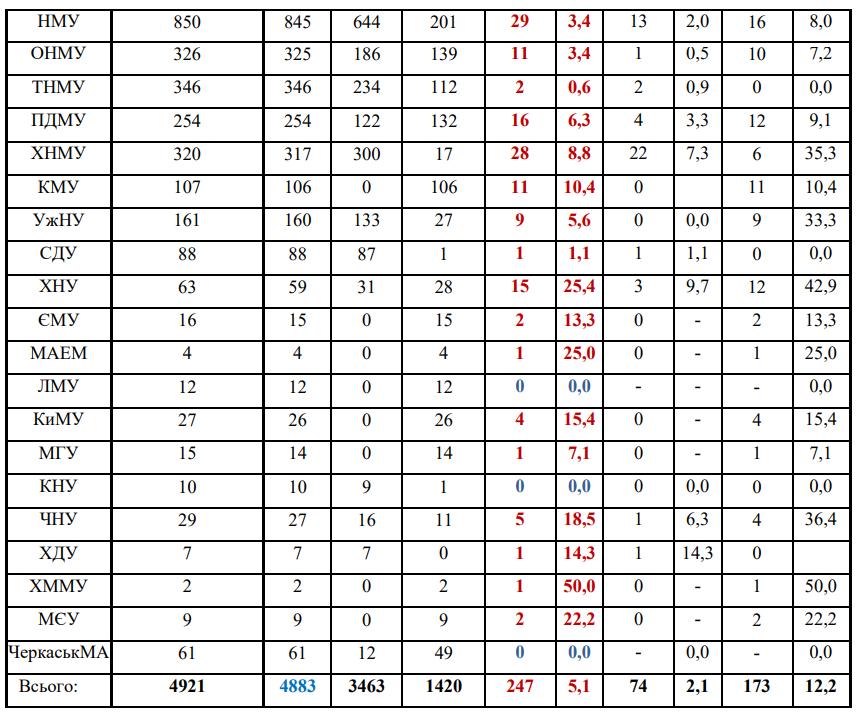 НМУ 850 845 644 201 29 3,4 13 2,0 16 8,0
ОНМУ 326 325 186 139 11 3,4 1 0,5 10 7,2
ТНМУ 346 346 234 112 2 0,6 2 0,9 0 0,0
ПДМУ 254 254 122 132 16 6,3 4 3,3 12 9,1
ХНМУ 320 317 300 17 28 8,8 22 7,3 6 35,3
КМУ 107 106 0 106 11 10,4 0 11 10,4
УжНУ 161 160 133 27 9 5,6 0 0,0 9 33,3
СДУ 88 88 87 1 1 1,1 1 1,1 0 0,0
ХНУ 63 59 31 28 15 25,4 3 9,7 12 42,9
ЄМУ 16 15 0 15 2 13,3 0 - 2 13,3
МАЕМ 4 4 0 4 1 25,0 0 - 1 25,0
ЛМУ 12 12 0 12 0 0,0 - - - 0,0
КиМУ 27 26 0 26 4 15,4 0 - 4 15,4
МГУ 15 14 0 14 1 7,1 0 - 1 7,1
КНУ 10 10 9 1 0 0,0 0 0,0 0 0,0
ЧНУ 29 27 16 11 5 18,5 1 6,3 4 36,4
ХДУ 7 7 7 0 1 14,3 1 14,3 0
ХММУ 2 2 0 2 1 50,0 0 - 1 50,0
МЄУ 9 9 0 9 2 22,2 0 - 2 22,2
ЧеркаськМА 61 61 12 49 0 0,0 - 0,0 - 0,0
Всього: 4921 4883 3463 1420 247 5,1 74 2,1 173 12,2